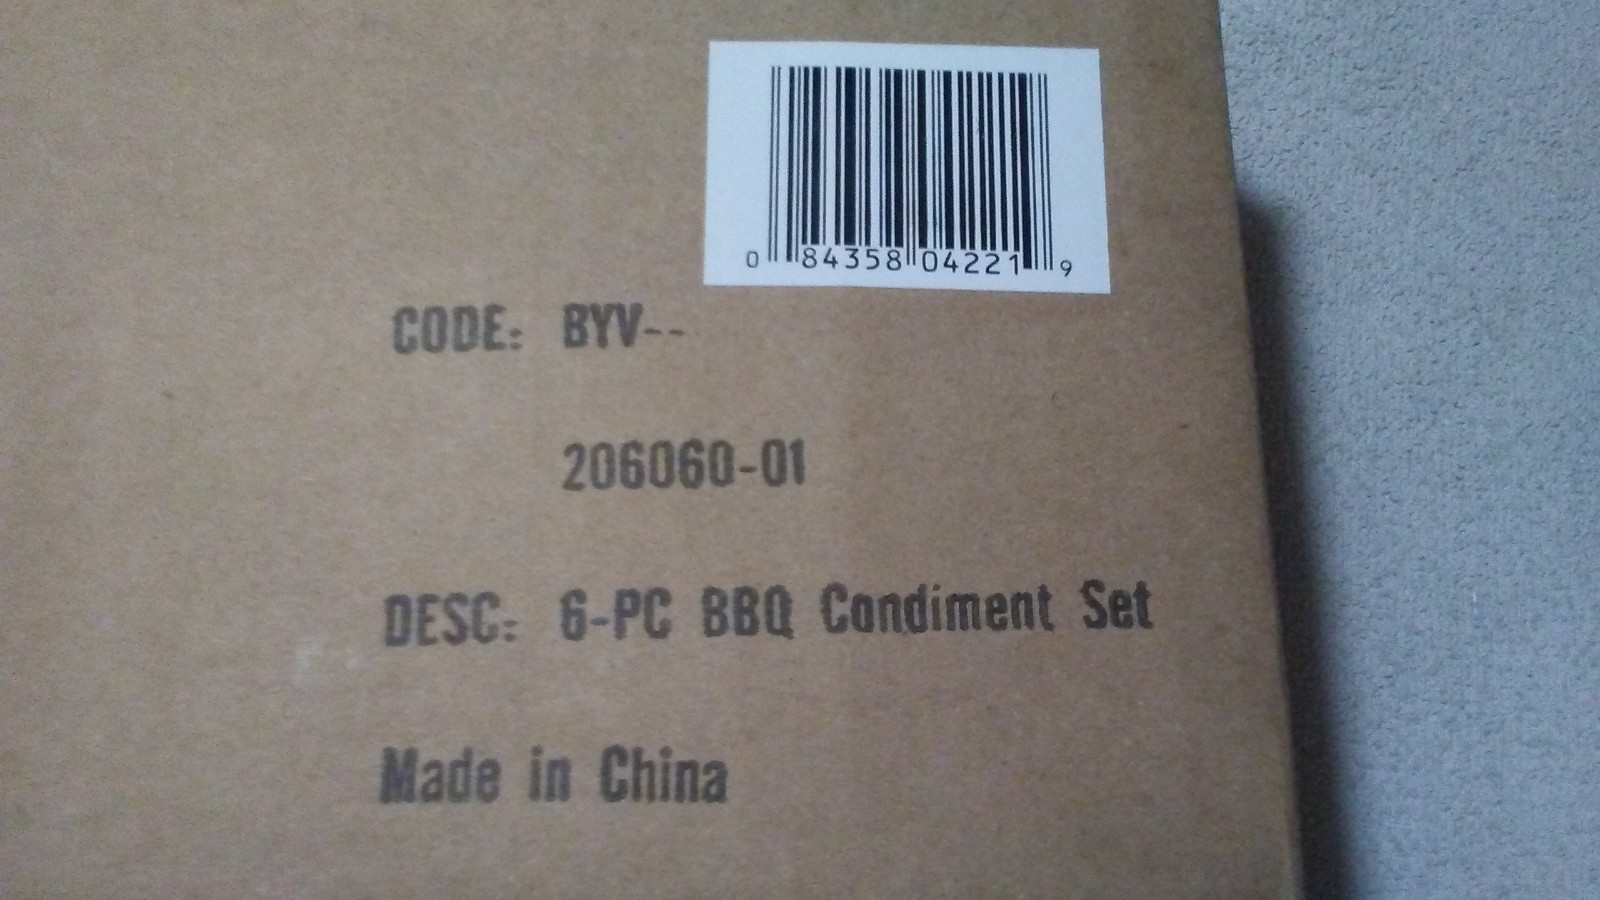 0 84358 04221 9
CODE: BYV--
206060-01
DESC: 6-PC BBQ Condiment Set
Made in China